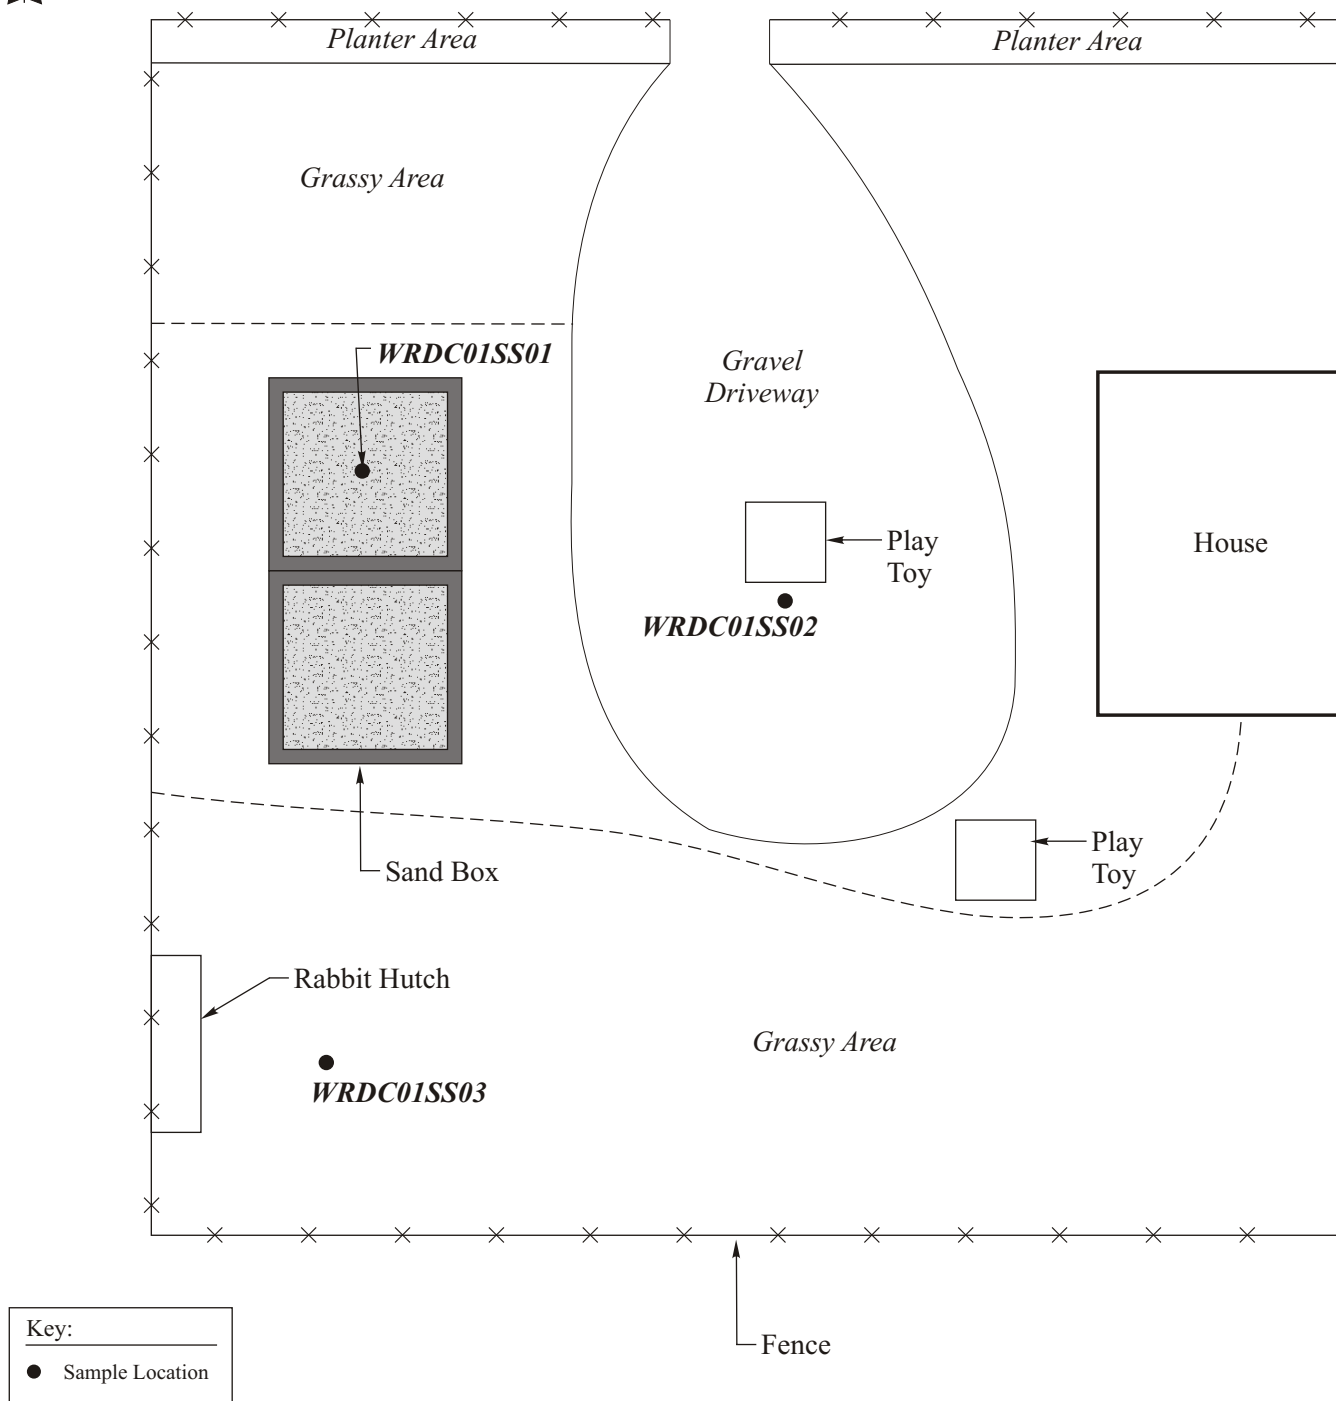 Planter Area
Planter Area
Grassy Area
WRDC01SS01
Gravel
Driveway
Play
Toy
House
WRDC01SS02
Play
Toy
Sand Box
Rabbit Hutch
Grassy Area
WRDC01SS03
Fence
Key:
Sample Location